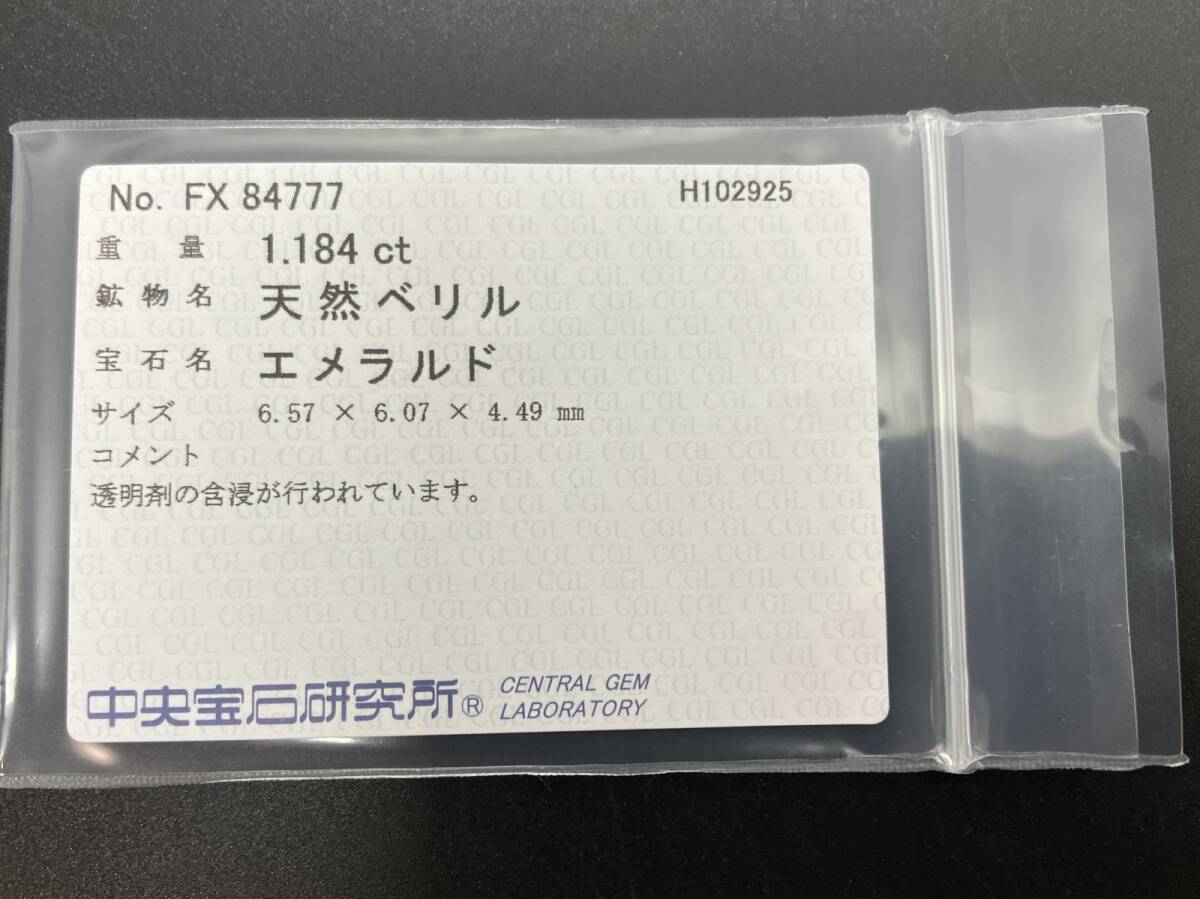 No. FX 84777 H102925
重量 1.184 ct
鉱物名 天然ベリル
宝石名 エメラルド
サイズ 6.57 × 6.07 × 4.49 mm
コメント
透明剤の含浸が行われています。
中央宝石研究所® CENTRAL GEM
LABORATORY